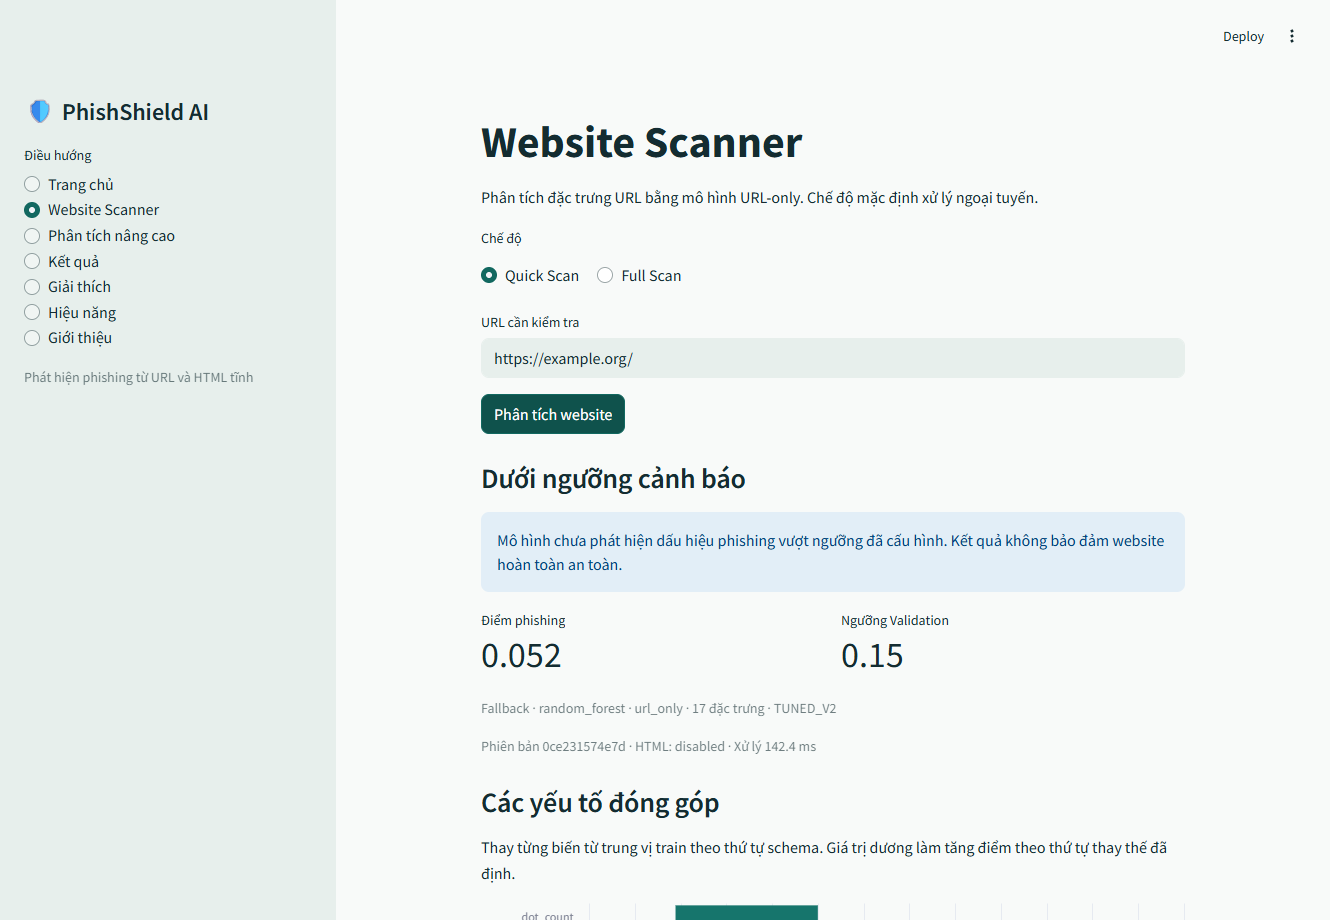 Deploy
PhishShield AI
Điều hướng
Trang chủ
Website Scanner
Phân tích nâng cao
Kết quả
Giải thích
Hiệu năng
Giới thiệu
Phát hiện phishing từ URL và HTML tĩnh
Website Scanner
Phân tích đặc trưng URL bằng mô hình URL-only. Chế độ mặc định xử lý ngoại tuyến.
Chế độ
Quick Scan
Full Scan
URL cần kiểm tra
https://example.org/
Phân tích website
Dưới ngưỡng cảnh báo
Mô hình chưa phát hiện dấu hiệu phishing vượt ngưỡng đã cấu hình. Kết quả không bảo đảm website
hoàn toàn an toàn.
Điểm phishing
Ngưỡng Validation
0.052
0.15
Fallback · random_forest · url_only · 17 đặc trưng · TUNED_V2
Phiên bản 0ce231574e7d · HTML: disabled · Xử lý 142.4 ms
Các yếu tố đóng góp
Thay từng biến từ trung vị train theo thứ tự schema. Giá trị dương làm tăng điểm theo thứ tự thay thế đã
định.
dot_count